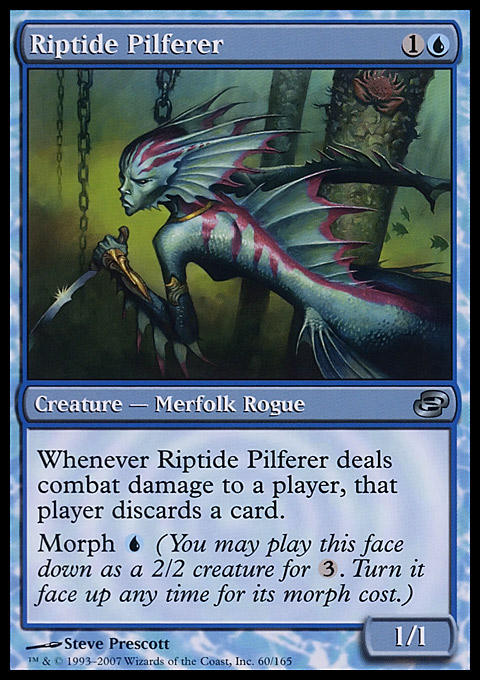 Riptide Pilferer 1
Creature — Merfolk Rogue
Whenever Riptide Pilferer deals
combat damage to a player, that
player discards a card.
Morph (You may play this face
down as a 2/2 creature for 3. Turn it
face up any time for its morph cost.)
Steve Prescott
1/1
™ & © 1993–2007 Wizards of the Coast, Inc. 60/165